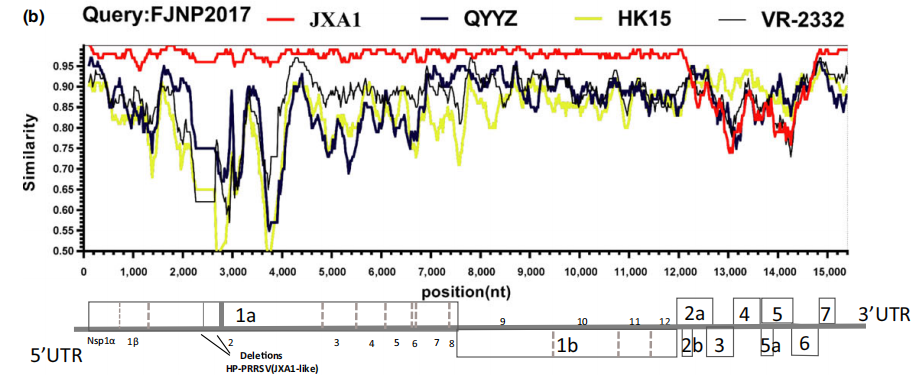 (b)
Query:FJNP2017 JXA1 QYYZ HK15 VR-2332
Similarity
0.95
0.90
0.85
0.80
0.75
0.70
0.65
0.60
0.55
0.50
0 1,000 2,000 3,000 4,000 5,000 6,000 7,000 8,000 9,000 10,000 11,000 12,000 13,000 14,000 15,000
position(nt)
1a 2a 4 5 7 3'UTR
9 10 11 12
Nsp1α 1β 2 3 4 5 6 7 8
5'UTR 1b 2b 3 5a 6
Deletions
HP-PRRSV(JXA1-like)